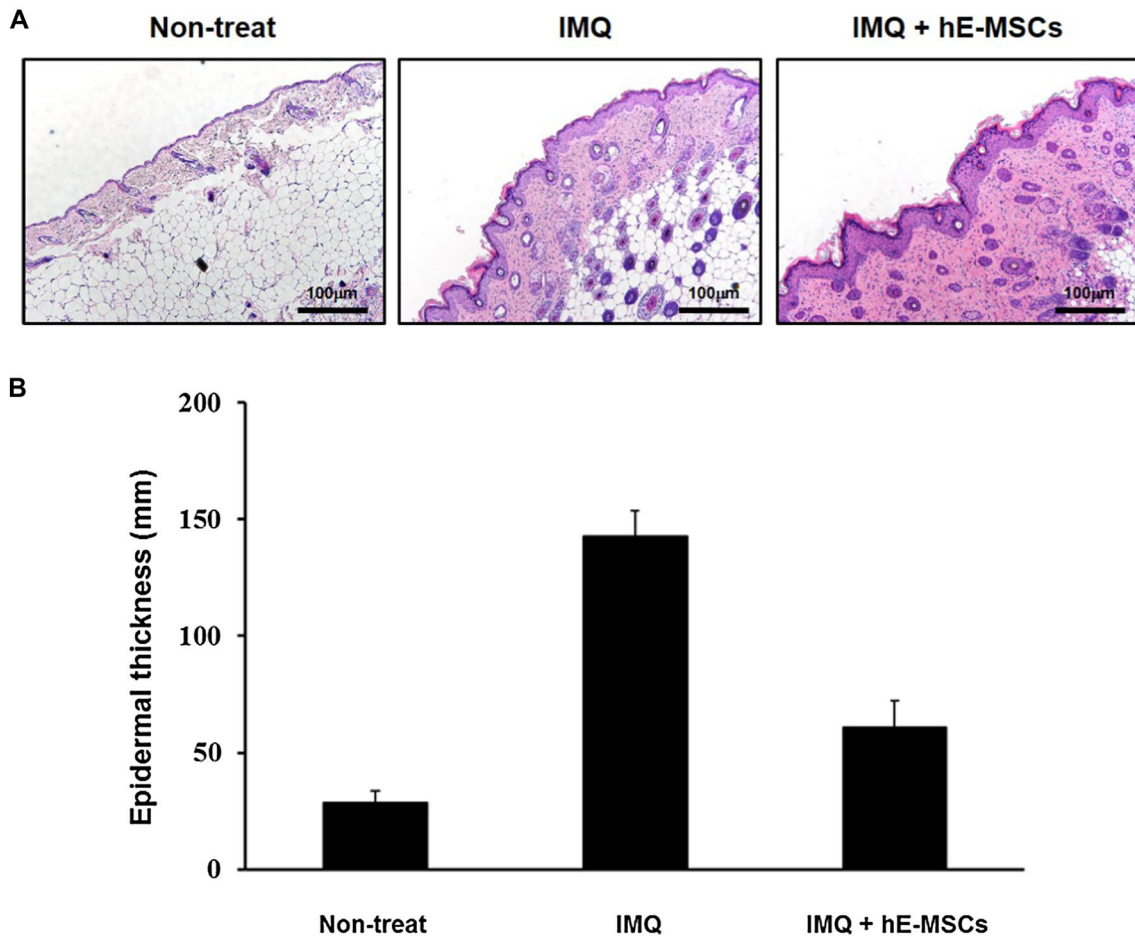 A
Non-treat
IMQ
IMQ + hE-MSCs
100μm
100μm
100μm
B
Epidermal thickness (mm)
200
150
100
50
0
Non-treat
IMQ
IMQ + hE-MSCs